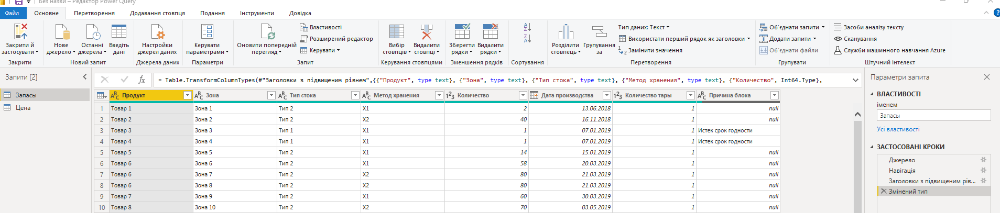 Без назви – Редактор Power Query
Файл Основне Перетворення Додавання стовпця Подання Інструменти Довідка
Закрити й застосувати
Нове джерело
Останні джерела
Введіть дані
Настройки джерел даних
Керувати параметрами
Оновити попередній перегляд
Властивості
Розширений редактор
Керувати
Вибір стовпців
Видалити стовпці
Зберегти рядки
Видалити рядки
Розділити стовпець
Групування за
Тип даних: Текст
Використати перший рядок як заголовки
Замінити значення
Об'єднати запити
Додати запити
Об'єднати файли
Засоби аналізу тексту
Сканування
Служби машинного навчання Azure
Закрити Новий запит Джерела даних Параметри Запит Керування стовпцями Зменшення рядків Сортування Перетворення Групувати Штучний інтелект
Запити [2]
Запасы
Цена
= Table.TransformColumnTypes(#"Заголовки з підвищеним рівнем",{{"Продукт", type text}, {"Зона", type text}, {"Тип стока", type text}, {"Метод хранения", type text}, {"Количество", Int64.Type},
Продукт Зона Тип стока Метод хранения Количество Дата производства Количество тары Причина блока
1 Товар 1 Зона 1 Тип 2 X1 2 13.06.2018 1 null
2 Товар 2 Зона 2 Тип 2 X2 40 16.11.2018 1 null
3 Товар 3 Зона 3 Тип 1 X1 1 07.01.2019 1 Истек срок годности
4 Товар 4 Зона 4 Тип 1 X1 1 07.01.2019 1 Истек срок годности
5 Товар 5 Зона 5 Тип 2 X1 14 15.01.2019 1 null
6 Товар 6 Зона 6 Тип 2 X1 58 20.03.2019 1 null
7 Товар 6 Зона 7 Тип 2 X2 80 21.03.2019 1 null
8 Товар 6 Зона 8 Тип 2 X2 80 21.03.2019 1 null
9 Товар 7 Зона 9 Тип 2 X1 60 30.03.2019 1 null
10 Товар 8 Зона 10 Тип 2 X2 70 03.05.2019 1 null
Параметри запита
ВЛАСТИВОСТІ
іменем
Запасы
Усі властивості
ЗАСТОСОВАНІ КРОКИ
Джерело
Навігація
Заголовки з підвищеним рів...
Змінений тип